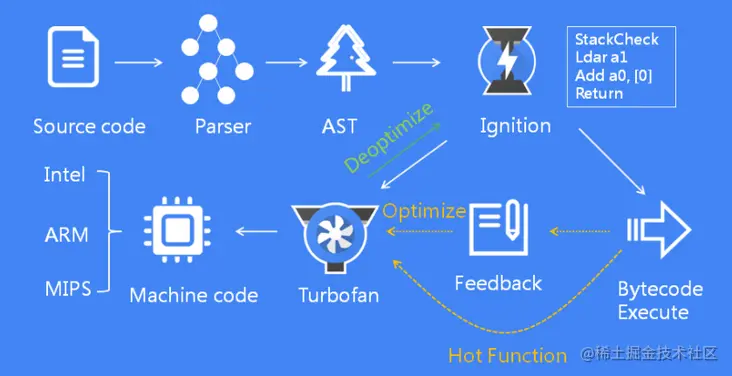 StackCheck
Ldar a1
Add a0, [0]
Return
Source code
Parser
AST
Ignition
Deoptimize
Intel
ARM
MIPS
Machine code
Turbofan
Optimize
Feedback
Bytecode
Execute
Hot Function
@稀土掘金技术社区